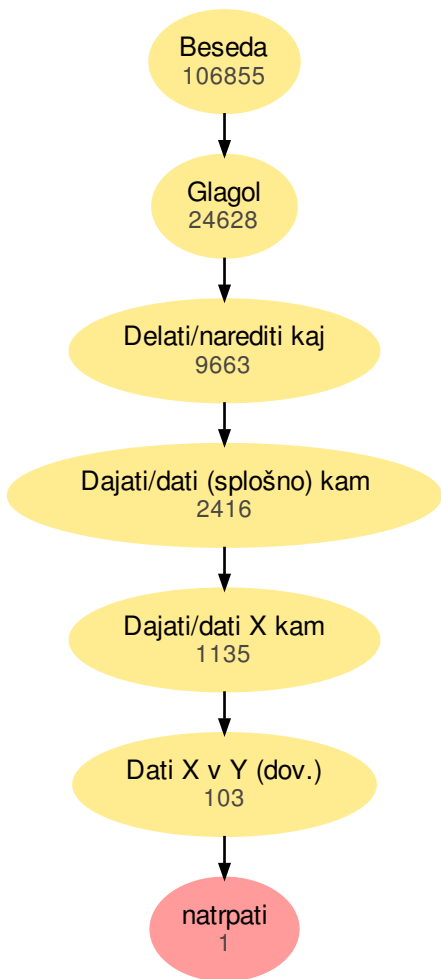 Beseda
106855
Glagol
24628
Delati/narediti kaj
9663
Dajati/dati (splošno) kam
2416
Dajati/dati X kam
1135
Dati X v Y (dov.)
103
natrpati
1